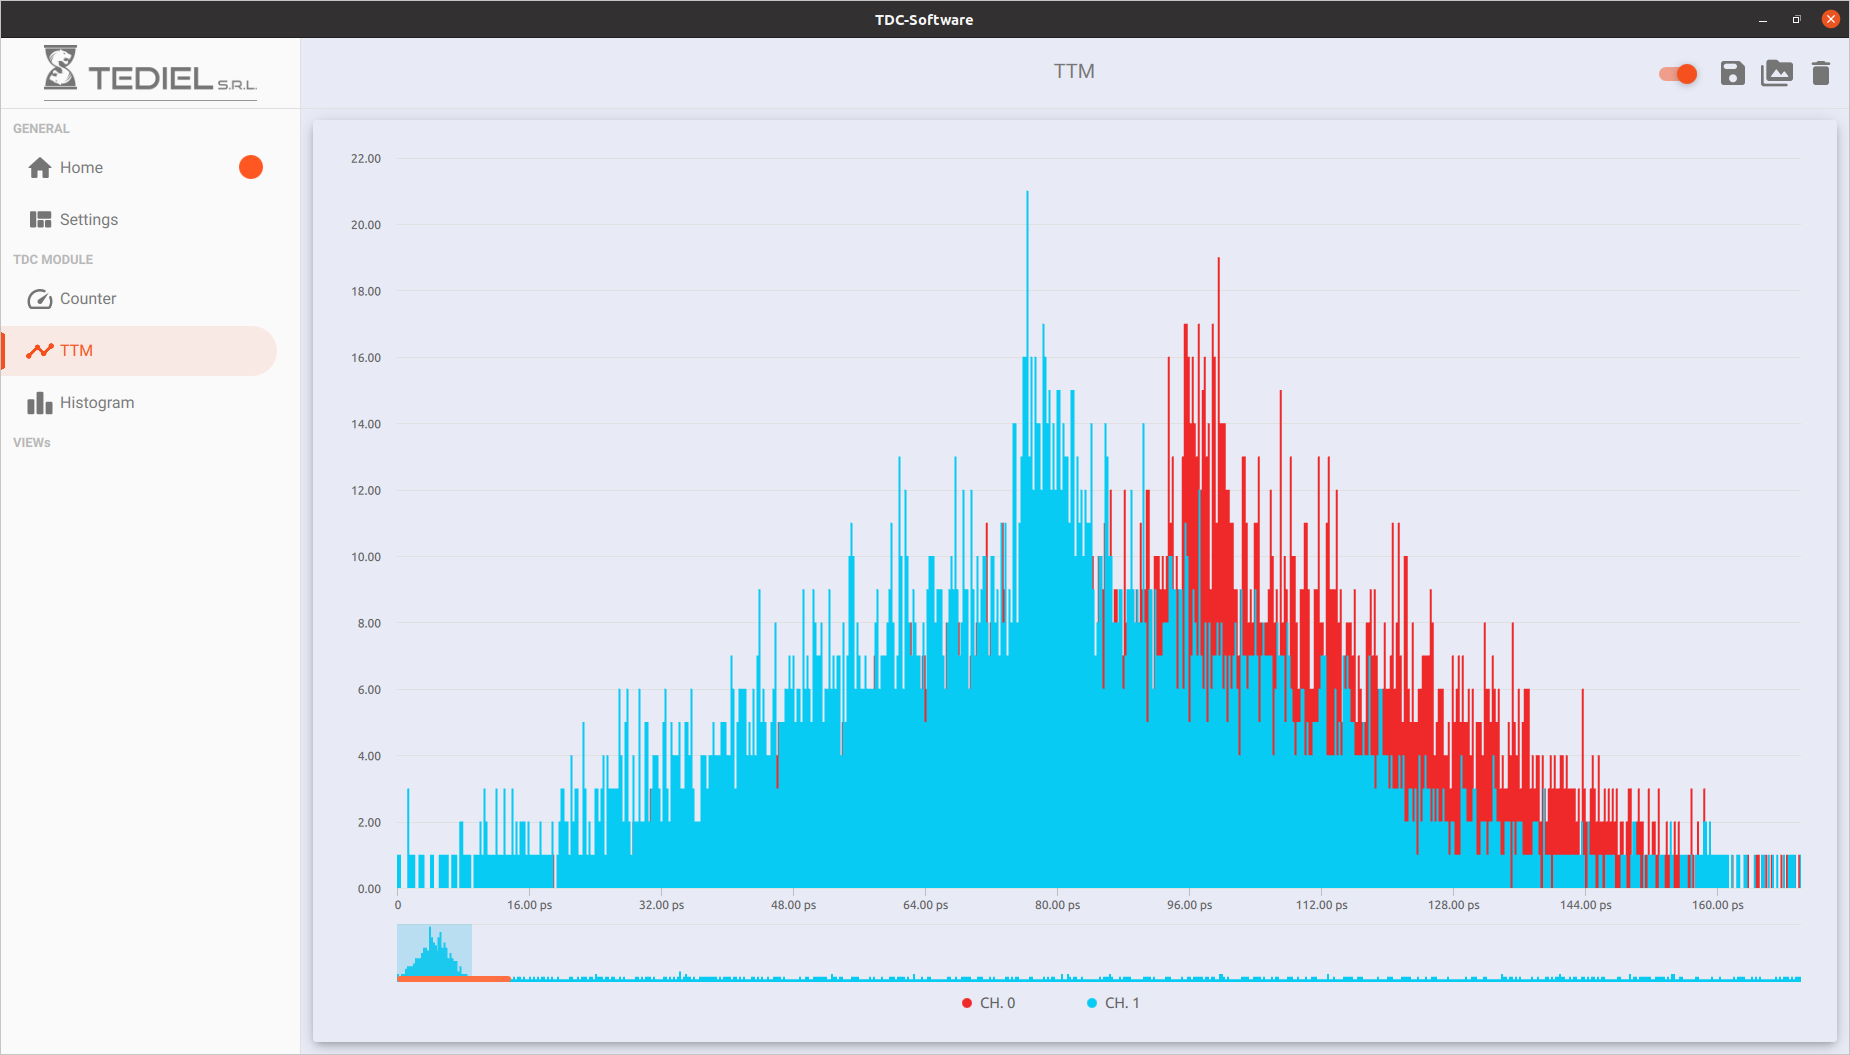 TDC-Software
TEDIEL S.R.L.
TTM
GENERAL
Home
Settings
TDC MODULE
Counter
TTM
Histogram
VIEWs
22.00
20.00
18.00
16.00
14.00
12.00
10.00
8.00
6.00
4.00
2.00
0.00
0 16.00 ps 32.00 ps 48.00 ps 64.00 ps 80.00 ps 96.00 ps 112.00 ps 128.00 ps 144.00 ps 160.00 ps
CH. 0 CH. 1